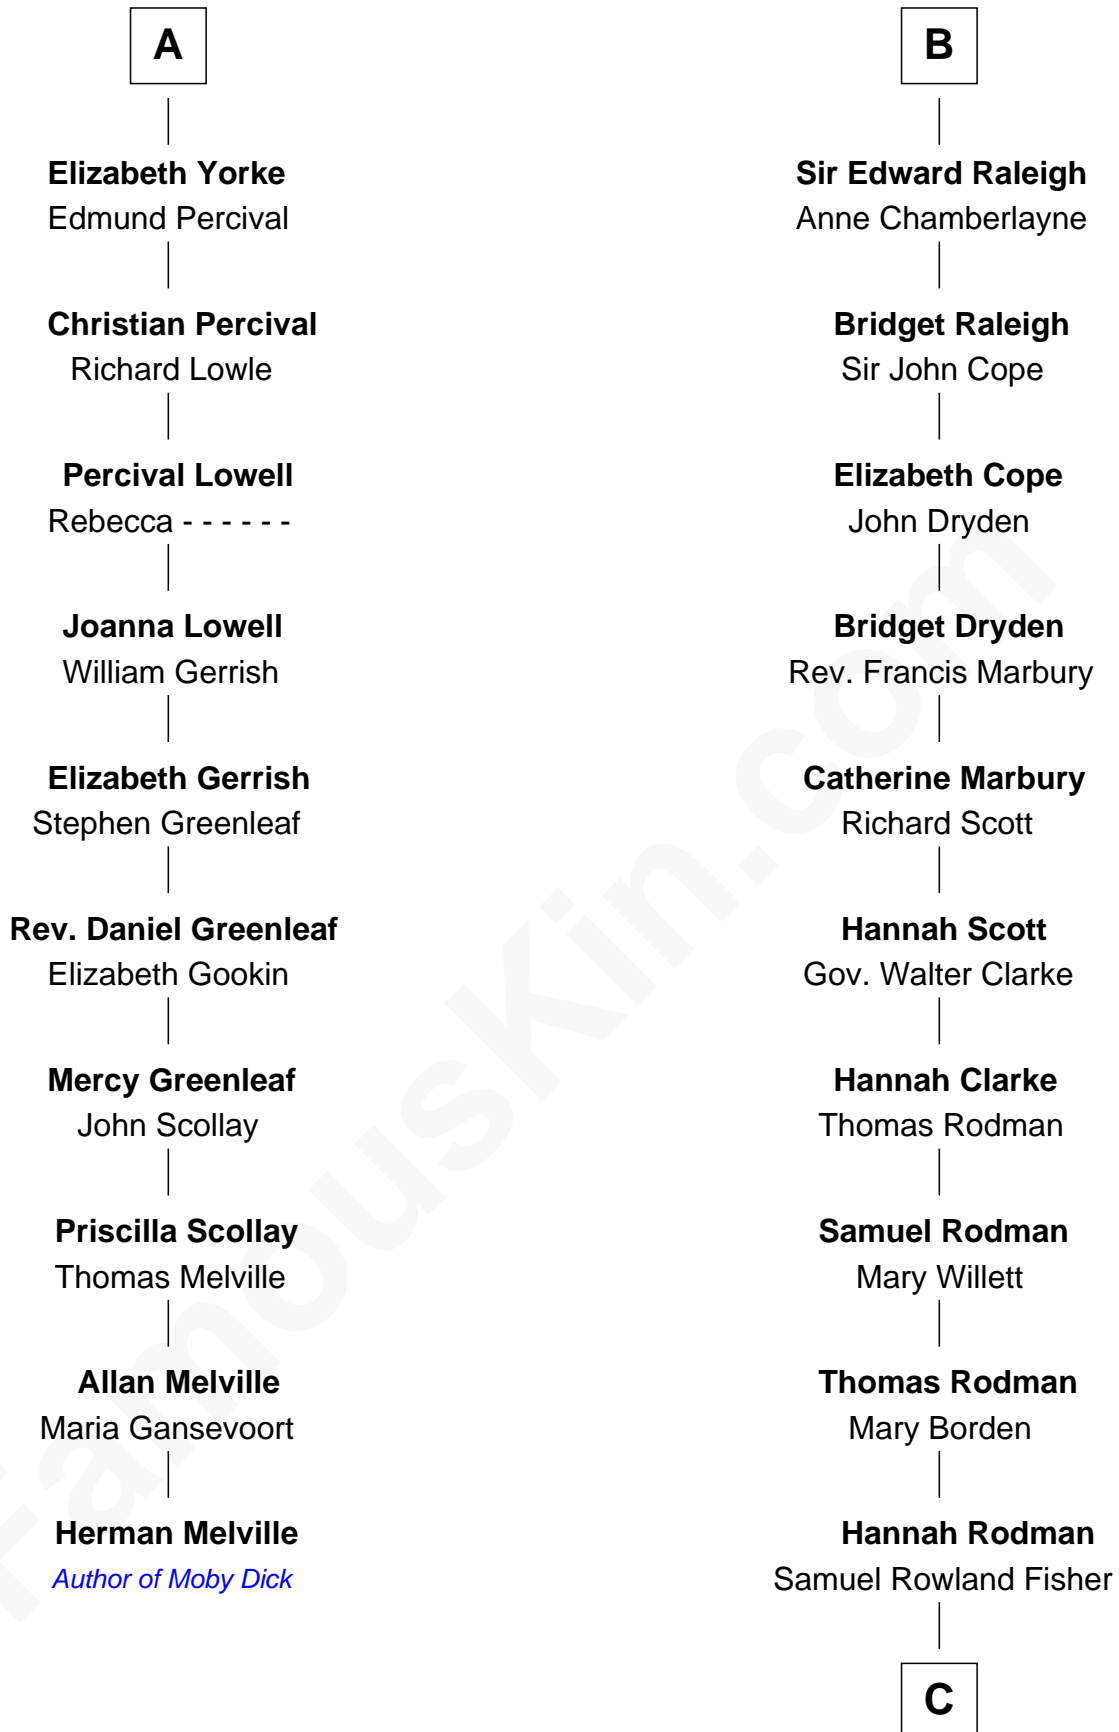 A
Elizabeth Yorke
Edmund Percival
Christian Percival
Richard Lowle
Percival Lowell
Rebecca - - - - - -
Joanna Lowell
William Gerrish
Elizabeth Gerrish
Stephen Greenleaf
Rev. Daniel Greenleaf
Elizabeth Gookin
Mercy Greenleaf
John Scollay
Priscilla Scollay
Thomas Melville
Allan Melville
Maria Gansevoort
Herman Melville
Author of Moby Dick
B
Sir Edward Raleigh
Anne Chamberlayne
Bridget Raleigh
Sir John Cope
Elizabeth Cope
John Dryden
Bridget Dryden
Rev. Francis Marbury
Catherine Marbury
Richard Scott
Hannah Scott
Gov. Walter Clarke
Hannah Clarke
Thomas Rodman
Samuel Rodman
Mary Willett
Thomas Rodman
Mary Borden
Hannah Rodman
Samuel Rowland Fisher
C
FamousKin.com